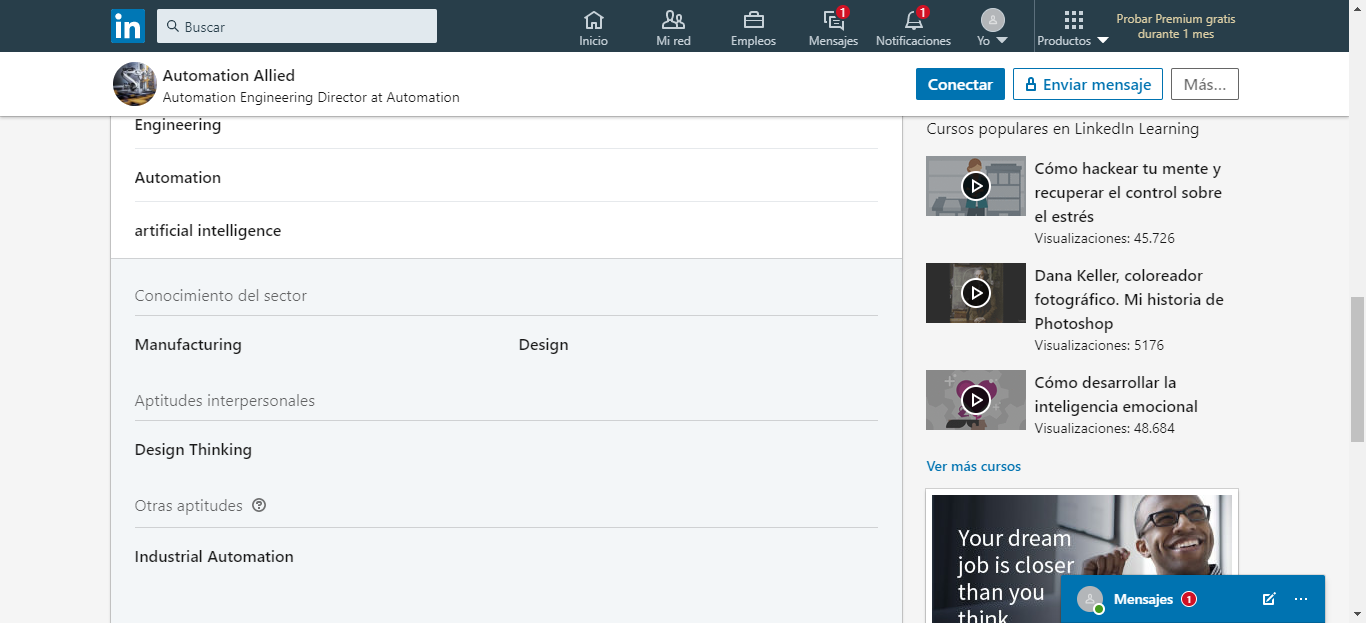 in
Buscar
Inicio
Mi red
Empleos
1
Mensajes
1
Notificaciones
Yo
Productos
Probar Premium gratis
durante 1 mes
Automation Allied
Automation Engineering Director at Automation
Conectar
Enviar mensaje
Más...
Engineering
Automation
artificial intelligence
Conocimiento del sector
Manufacturing
Design
Aptitudes interpersonales
Design Thinking
Otras aptitudes ?
Industrial Automation
Cursos populares en LinkedIn Learning
Cómo hackear tu mente y
recuperar el control sobre
el estrés
Visualizaciones: 45.726
Dana Keller, coloreador
fotográfico. Mi historia de
Photoshop
Visualizaciones: 5176
Cómo desarrollar la
inteligencia emocional
Visualizaciones: 48.684
Ver más cursos
Your dream
job is closer
than you
think
Mensajes 1
...